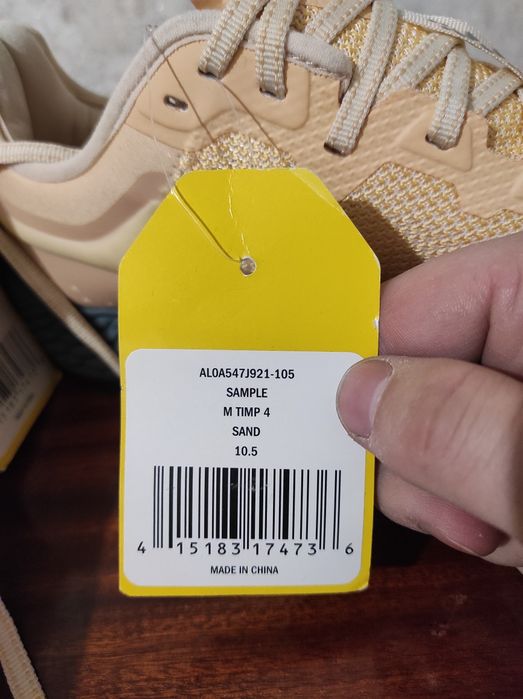 AL0A547J921-105
SAMPLE
M TIMP 4
SAND
10.5
4 15183 17473 6
MADE IN CHINA